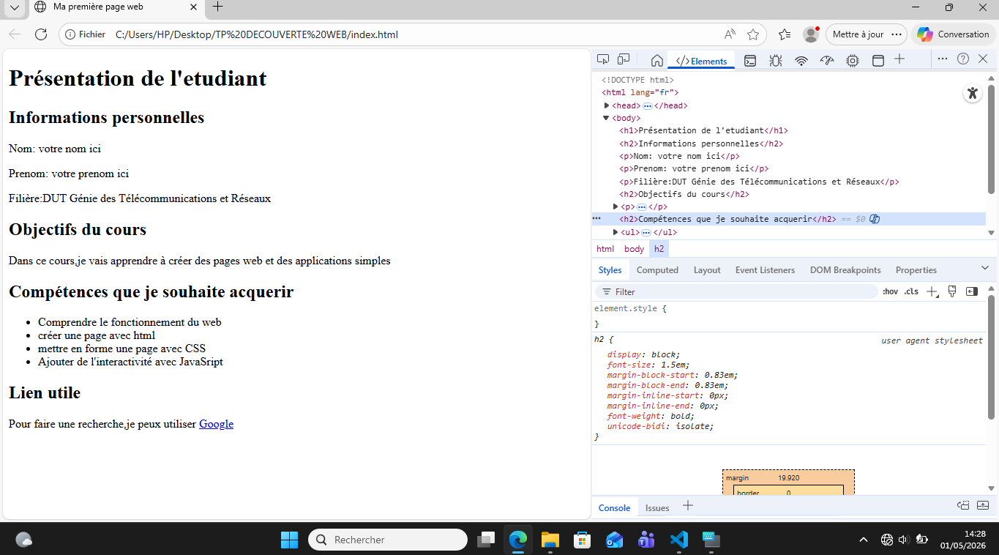 Ma première page web
Fichier C:/Users/HP/Desktop/TP%20DECOUVERTE%20WEB/index.html
Mettre à jour
Conversation
Présentation de l'etudiant
Informations personnelles
Nom: votre nom ici
Prenom: votre prenom ici
Filière:DUT Génie des Télécommunications et Réseaux
Objectifs du cours
Dans ce cours,je vais apprendre à créer des pages web et des applications simples
Compétences que je souhaite acquerir
• Comprendre le fonctionnement du web
• créer une page avec html
• mettre en forme une page avec CSS
• Ajouter de l'interactivité avec JavaSript
Lien utile
Pour faire une recherche,je peux utiliser Google
</>Elements
<!DOCTYPE html>
<html lang="fr">
<head>…</head>
<body>
<h1>Présentation de l'etudiant</h1>
<h2>Informations personnelles</h2>
<p>Nom: votre nom ici</p>
<p>Prenom: votre prenom ici</p>
<p>Filière:DUT Génie des Télécommunications et Réseaux</p>
<h2>Objectifs du cours</h2>
<p>…</p>
<h2>Compétences que je souhaite acquerir</h2> == $0
<ul>…</ul>
html body h2
Styles Computed Layout Event Listeners DOM Breakpoints Properties
Filter :hov .cls
element.style {
}
h2 { user agent stylesheet
display: block;
font-size: 1.5em;
margin-block-start: 0.83em;
margin-block-end: 0.83em;
margin-inline-start: 0px;
margin-inline-end: 0px;
font-weight: bold;
unicode-bidi: isolate;
}
margin 19.920
border 0
Console Issues
Rechercher
14:28
01/05/2026